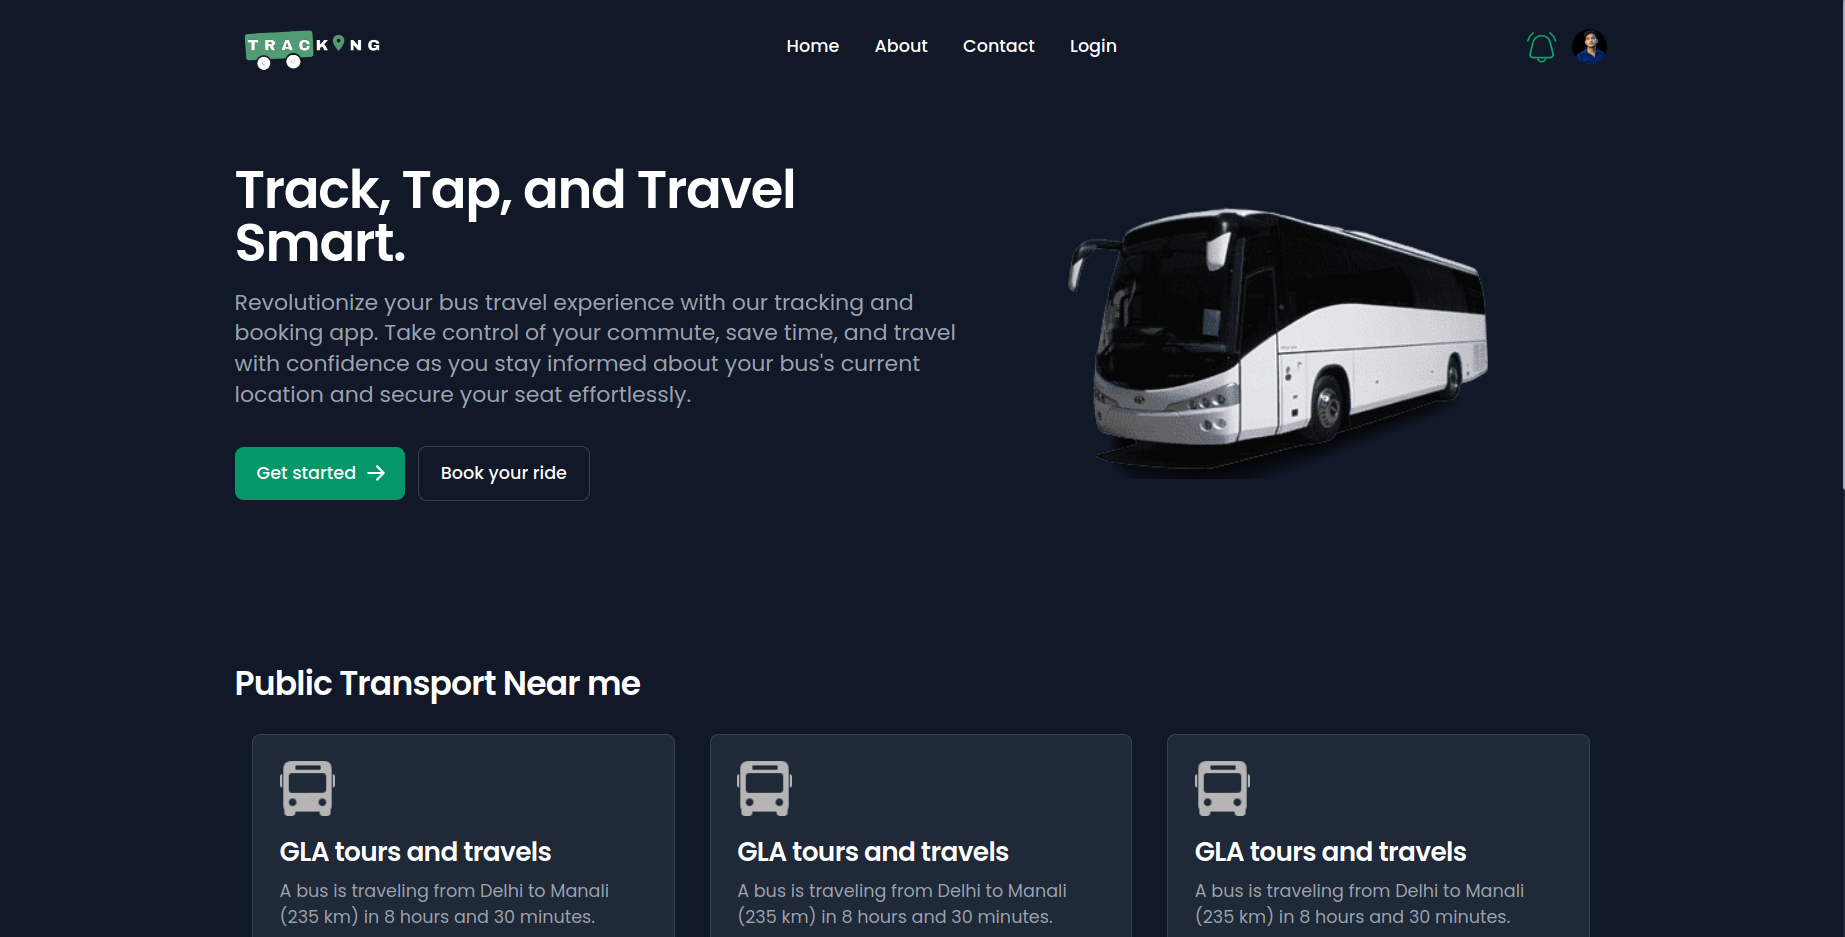 TRACKNG
Home
About
Contact
Login
Track, Tap, and Travel
Smart.
Revolutionize your bus travel experience with our tracking and
booking app. Take control of your commute, save time, and travel
with confidence as you stay informed about your bus's current
location and secure your seat effortlessly.
Get started
Book your ride
Public Transport Near me
GLA tours and travels
A bus is traveling from Delhi to Manali
(235 km) in 8 hours and 30 minutes.
GLA tours and travels
A bus is traveling from Delhi to Manali
(235 km) in 8 hours and 30 minutes.
GLA tours and travels
A bus is traveling from Delhi to Manali
(235 km) in 8 hours and 30 minutes.